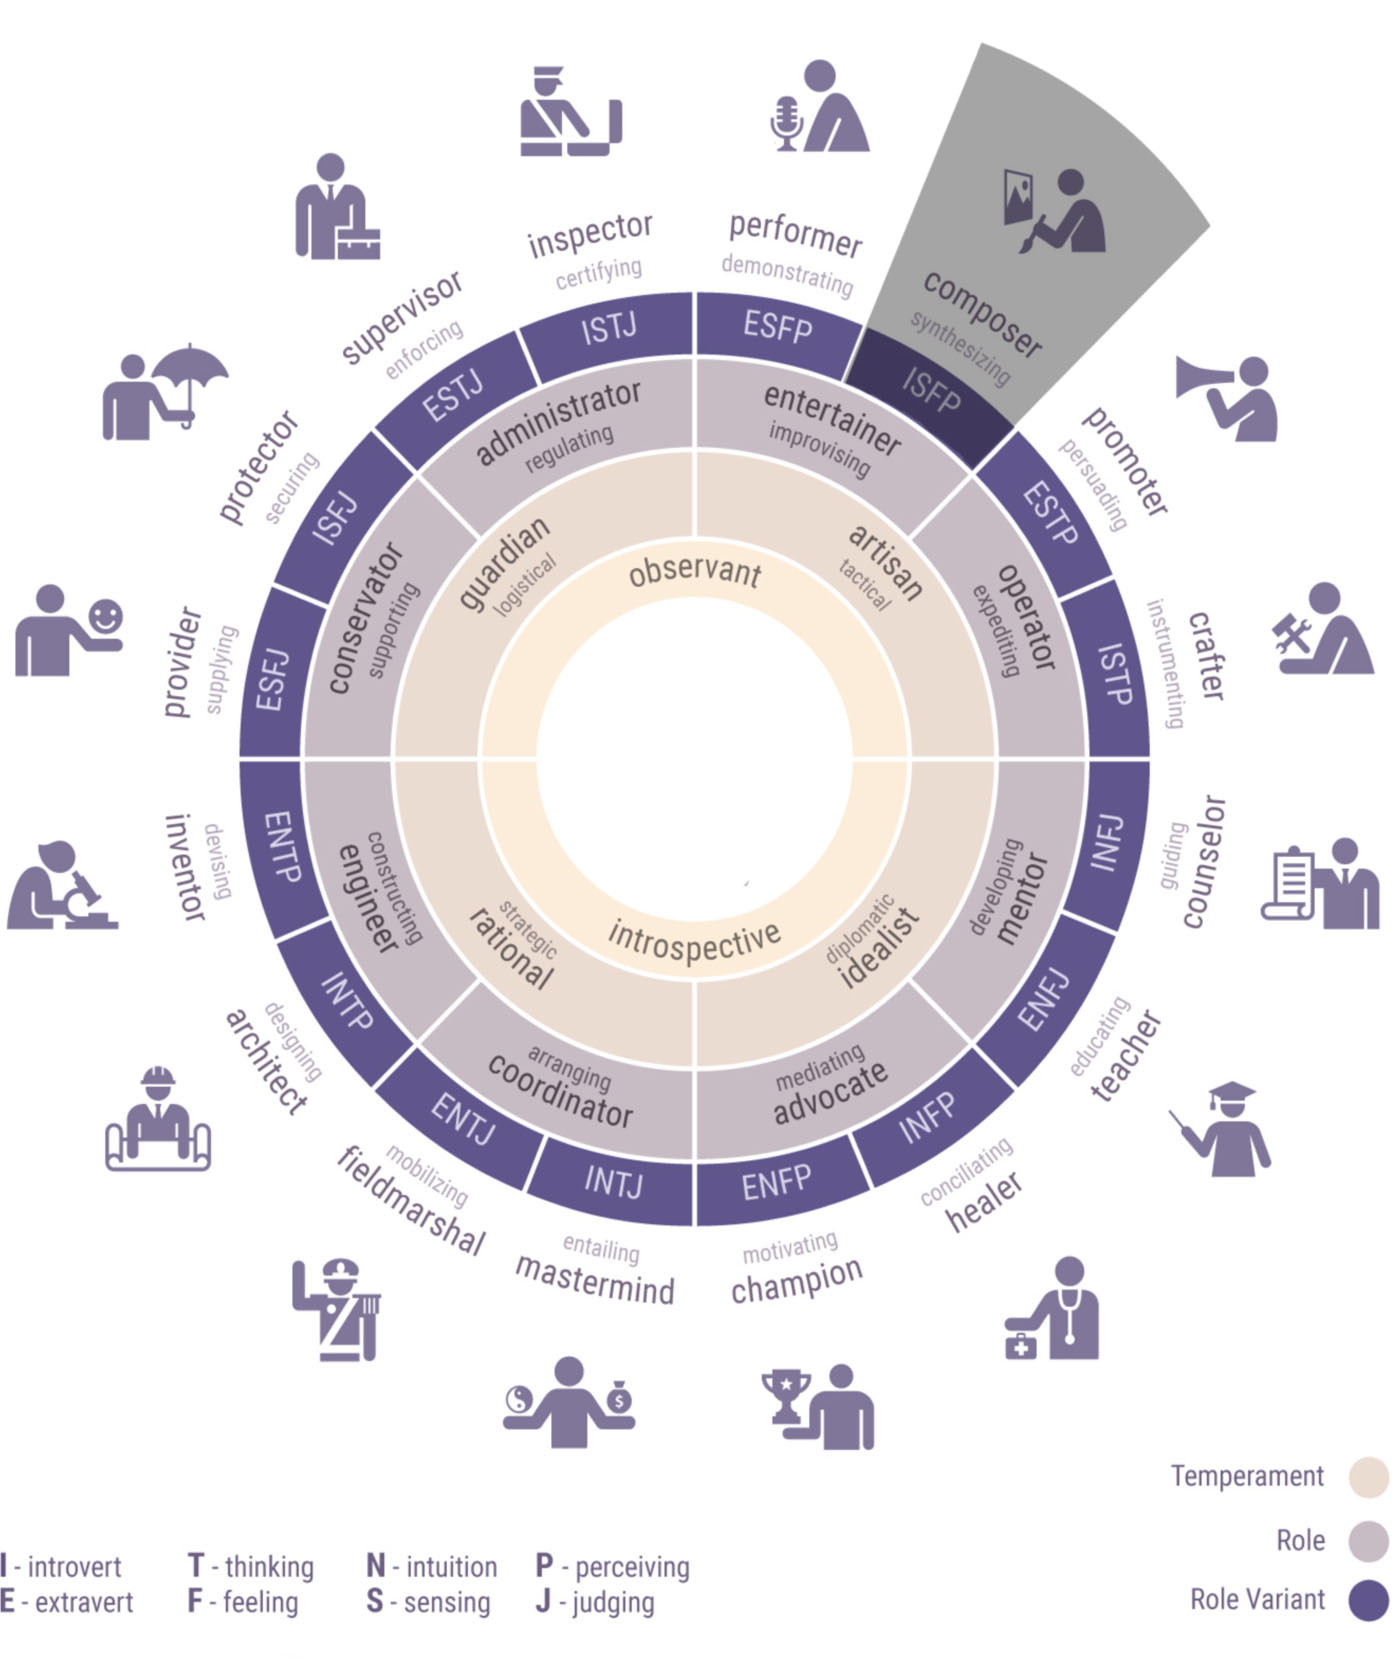 inspector
certifying
performer
demonstrating
composer
synthesizing
promoter
persuading
crafter
instrumenting
counselor
guiding
teacher
educating
healer
conciliating
champion
motivating
mastermind
entailing
fieldmarshal
mobilizing
architect
designing
inventor
devising
provider
supplying
protector
securing
supervisor
enforcing
ISTJ
ESFP
ISFP
ESTP
ISTP
INFJ
ENFJ
INFP
ENFP
INTJ
ENTJ
INTP
ENTP
ESFJ
ISFJ
ESTJ
administrator
regulating
entertainer
improvising
operator
expediting
developing
mentor
mediating
advocate
arranging
coordinator
constructing
engineer
conservator
supporting
guardian
logistical
artisan
tactical
diplomatic
idealist
strategic
rational
observant
introspective
Temperament
Role
Role Variant
I - introvert T - thinking N - intuition P - perceiving
E - extravert F - feeling S - sensing J - judging